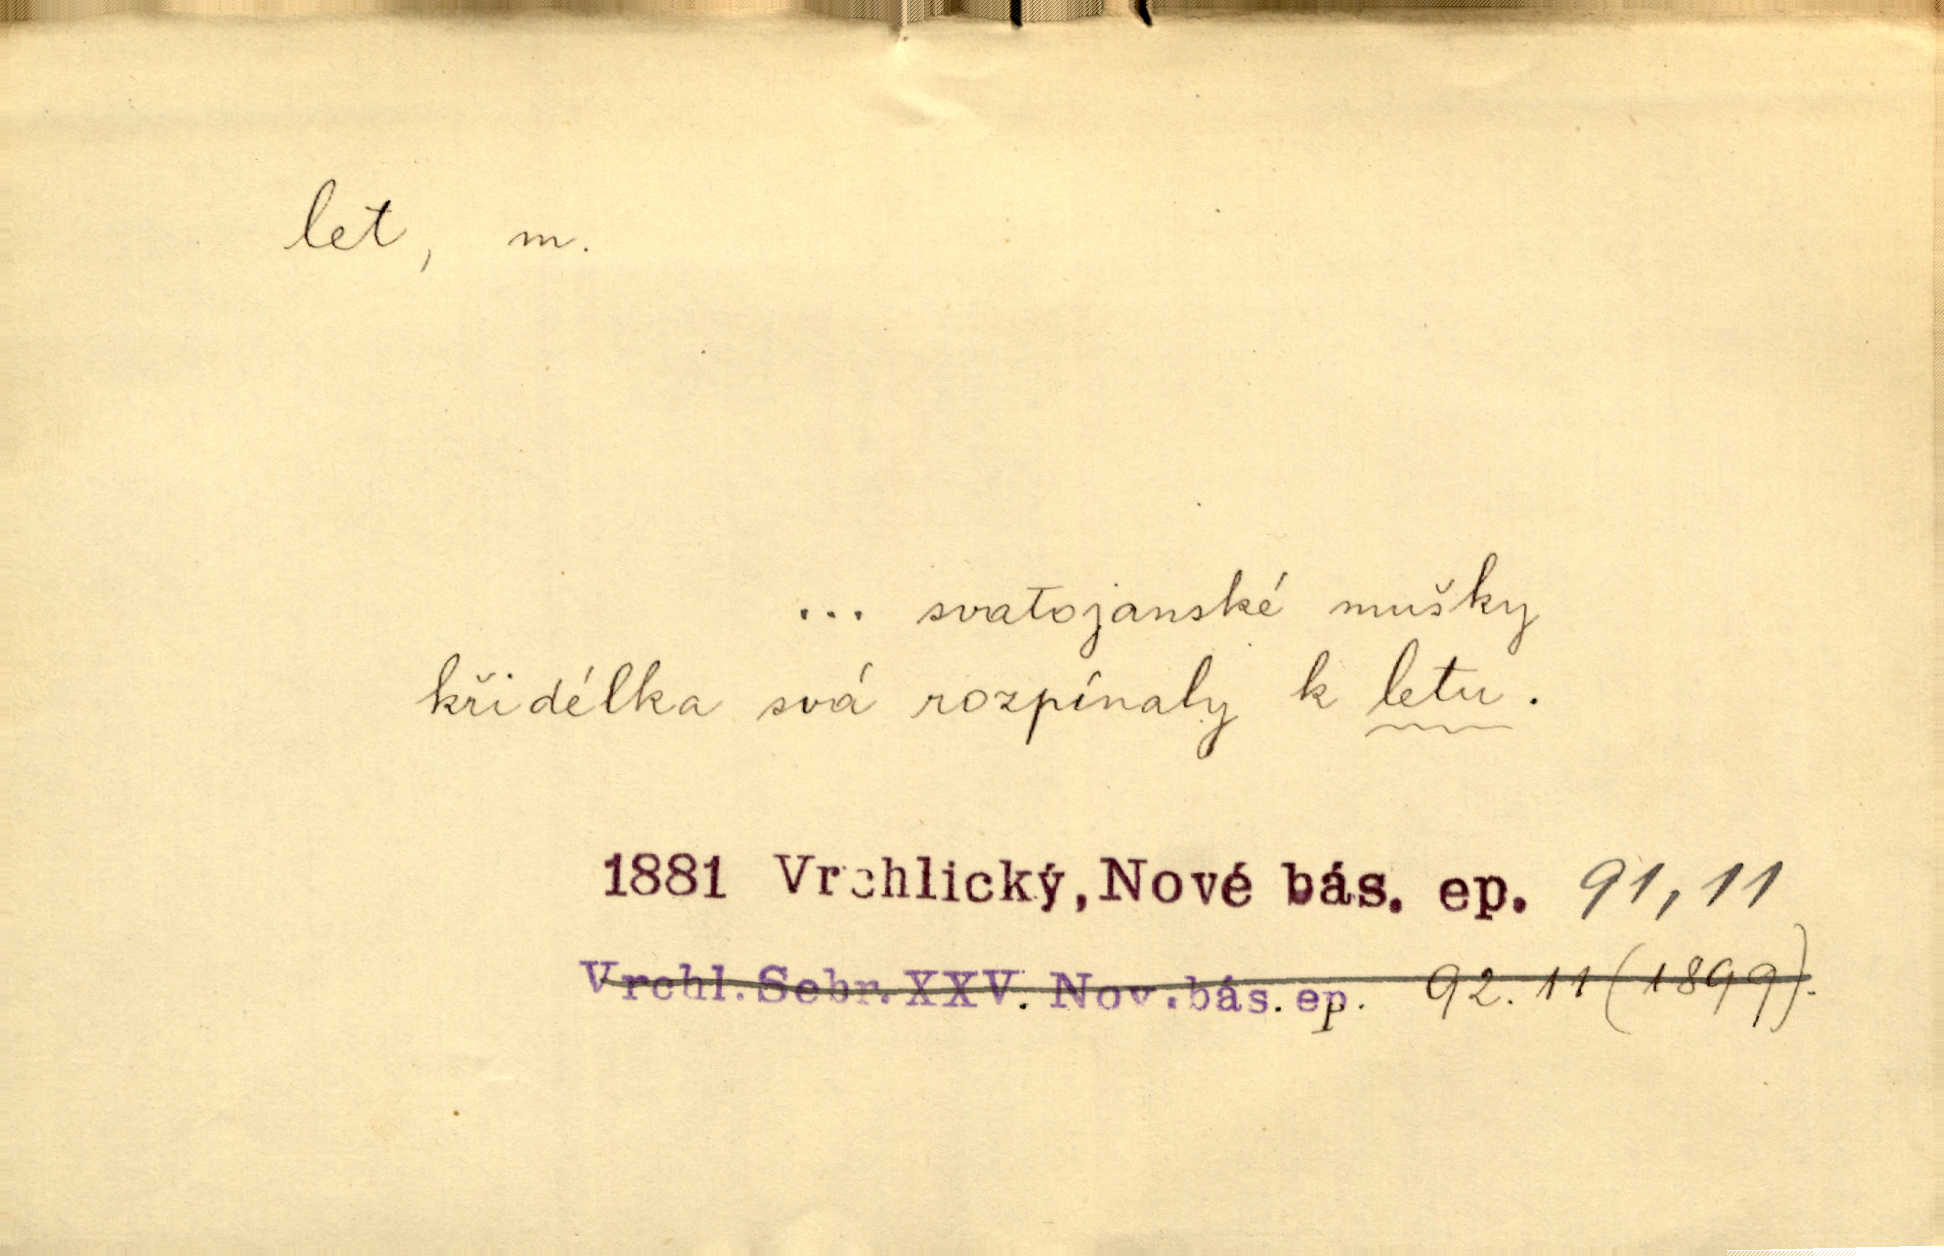 let, m.
... svatojanské mušky
křidélka svá rozpínaly k letu.
1881 Vrchlický, Nové bás. ep. 91, 11
Vrchl. Sebr. XXV. Nov. bás. ep. 92. 11 (1899).